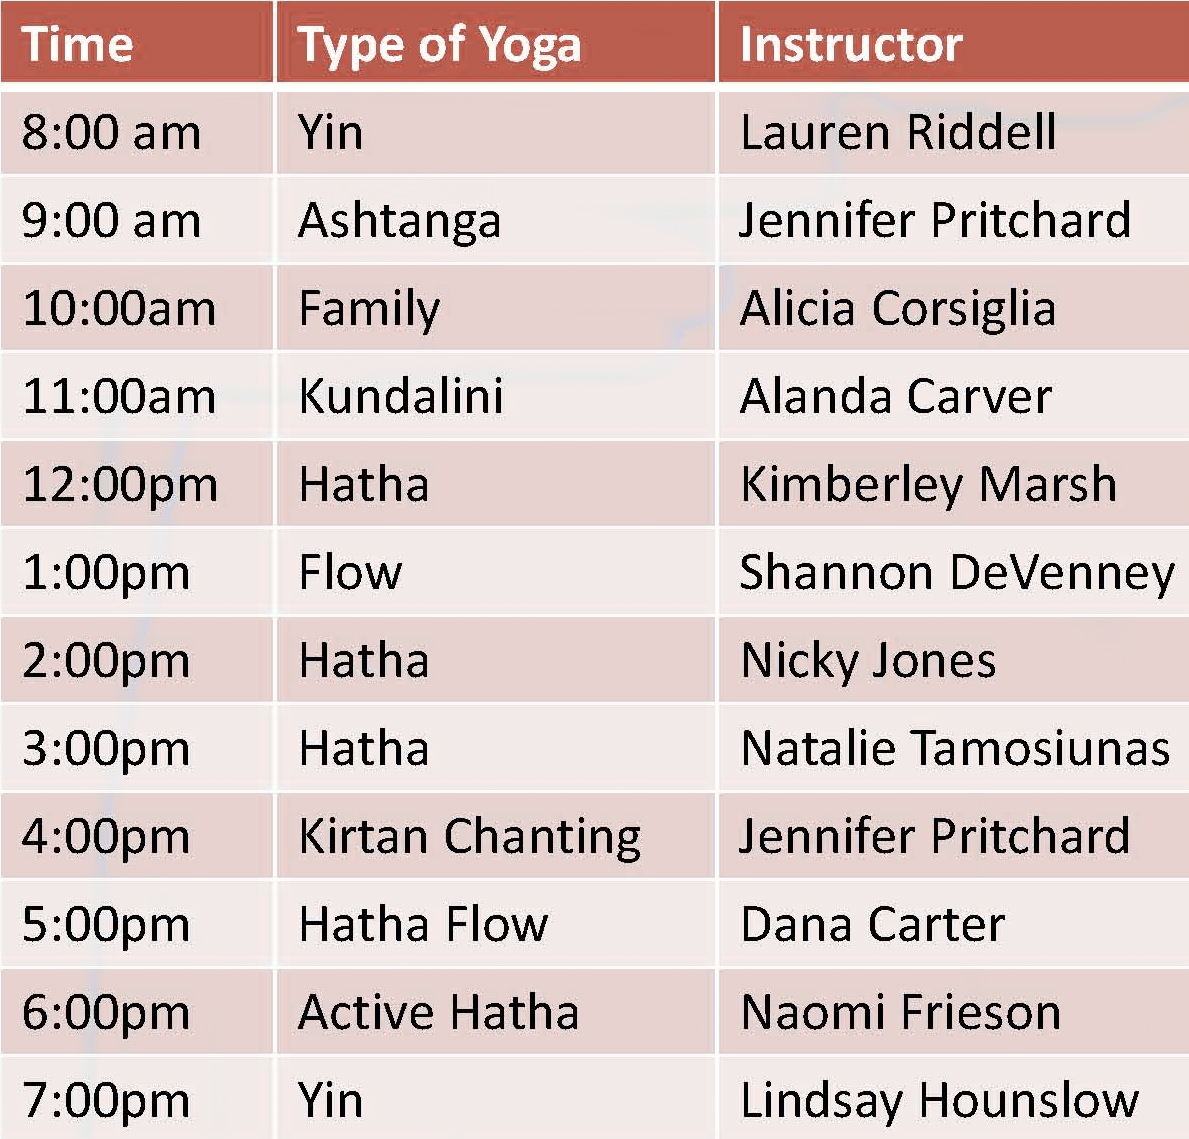 Time Type of Yoga Instructor
8:00 am Yin Lauren Riddell
9:00 am Ashtanga Jennifer Pritchard
10:00am Family Alicia Corsiglia
11:00am Kundalini Alanda Carver
12:00pm Hatha Kimberley Marsh
1:00pm Flow Shannon DeVenney
2:00pm Hatha Nicky Jones
3:00pm Hatha Natalie Tamosiunas
4:00pm Kirtan Chanting Jennifer Pritchard
5:00pm Hatha Flow Dana Carter
6:00pm Active Hatha Naomi Frieson
7:00pm Yin Lindsay Hounslow